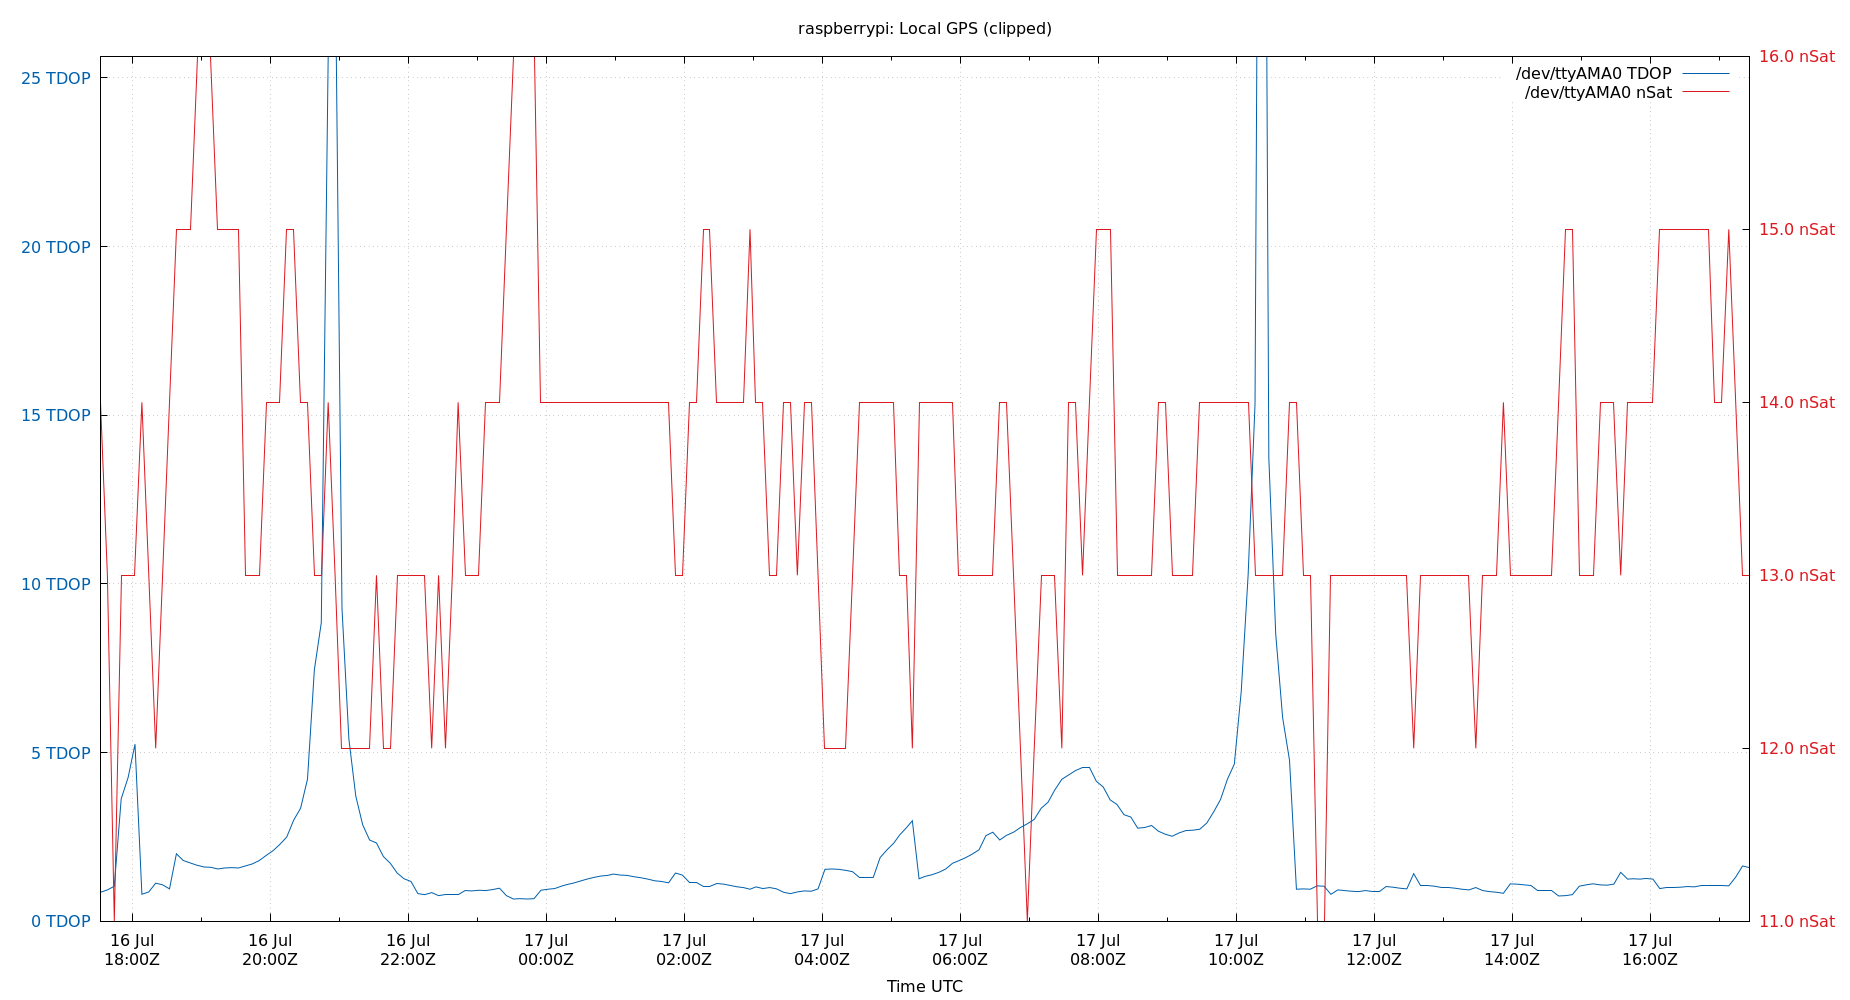 raspberrypi: Local GPS (clipped)
/dev/ttyAMA0 TDOP
/dev/ttyAMA0 nSat
25 TDOP
20 TDOP
15 TDOP
10 TDOP
5 TDOP
0 TDOP
16.0 nSat
15.0 nSat
14.0 nSat
13.0 nSat
12.0 nSat
11.0 nSat
16 Jul 16 Jul 16 Jul 17 Jul 17 Jul 17 Jul 17 Jul 17 Jul 17 Jul 17 Jul 17 Jul 17 Jul
18:00Z 20:00Z 22:00Z 00:00Z 02:00Z 04:00Z 06:00Z 08:00Z 10:00Z 12:00Z 14:00Z 16:00Z
Time UTC